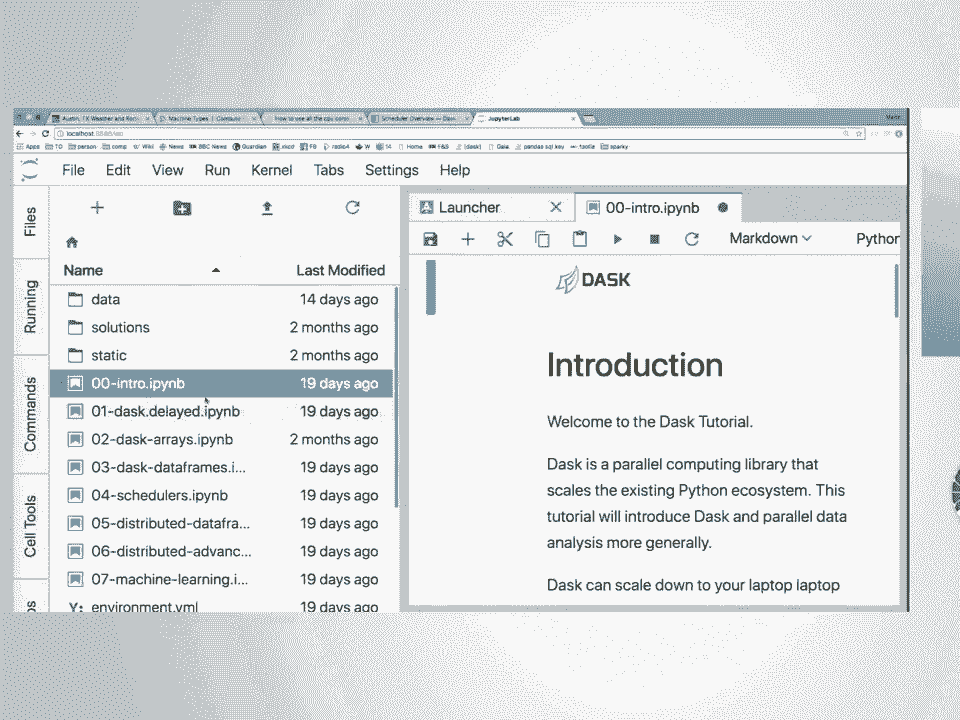 Austin, TX Weather and
Machine Types | Compute
How to use all the cpu cores
Scheduler Overview — Dask
JupyterLab
localhost:8888/lab
Apps
TO
person
comp
Wiki
News
BBC News
Guardian
xkcd
FB
radio4
W
14
Home
F&S
[dask]
Gaia
pandas sql key
toolie
sparky
File Edit View Run Kernel Tabs Settings Help
Files
Running
Commands
Cell Tools
Name Last Modified
data 14 days ago
solutions 2 months ago
static 2 months ago
00-intro.ipynb 19 days ago
01-dask.delayed.ipynb 19 days ago
02-dask-arrays.ipynb 2 months ago
03-dask-dataframes.i... 19 days ago
04-schedulers.ipynb 19 days ago
05-distributed-datafra... 19 days ago
06-distributed-advanc... 19 days ago
07-machine-learning.i... 19 days ago
Y: environment.yml 19 days ago
Launcher
00-intro.ipynb
Markdown
Python
DASK
Introduction
Welcome to the Dask Tutorial.
Dask is a parallel computing library that
scales the existing Python ecosystem. This
tutorial will introduce Dask and parallel data
analysis more generally.
Dask can scale down to your laptop laptop